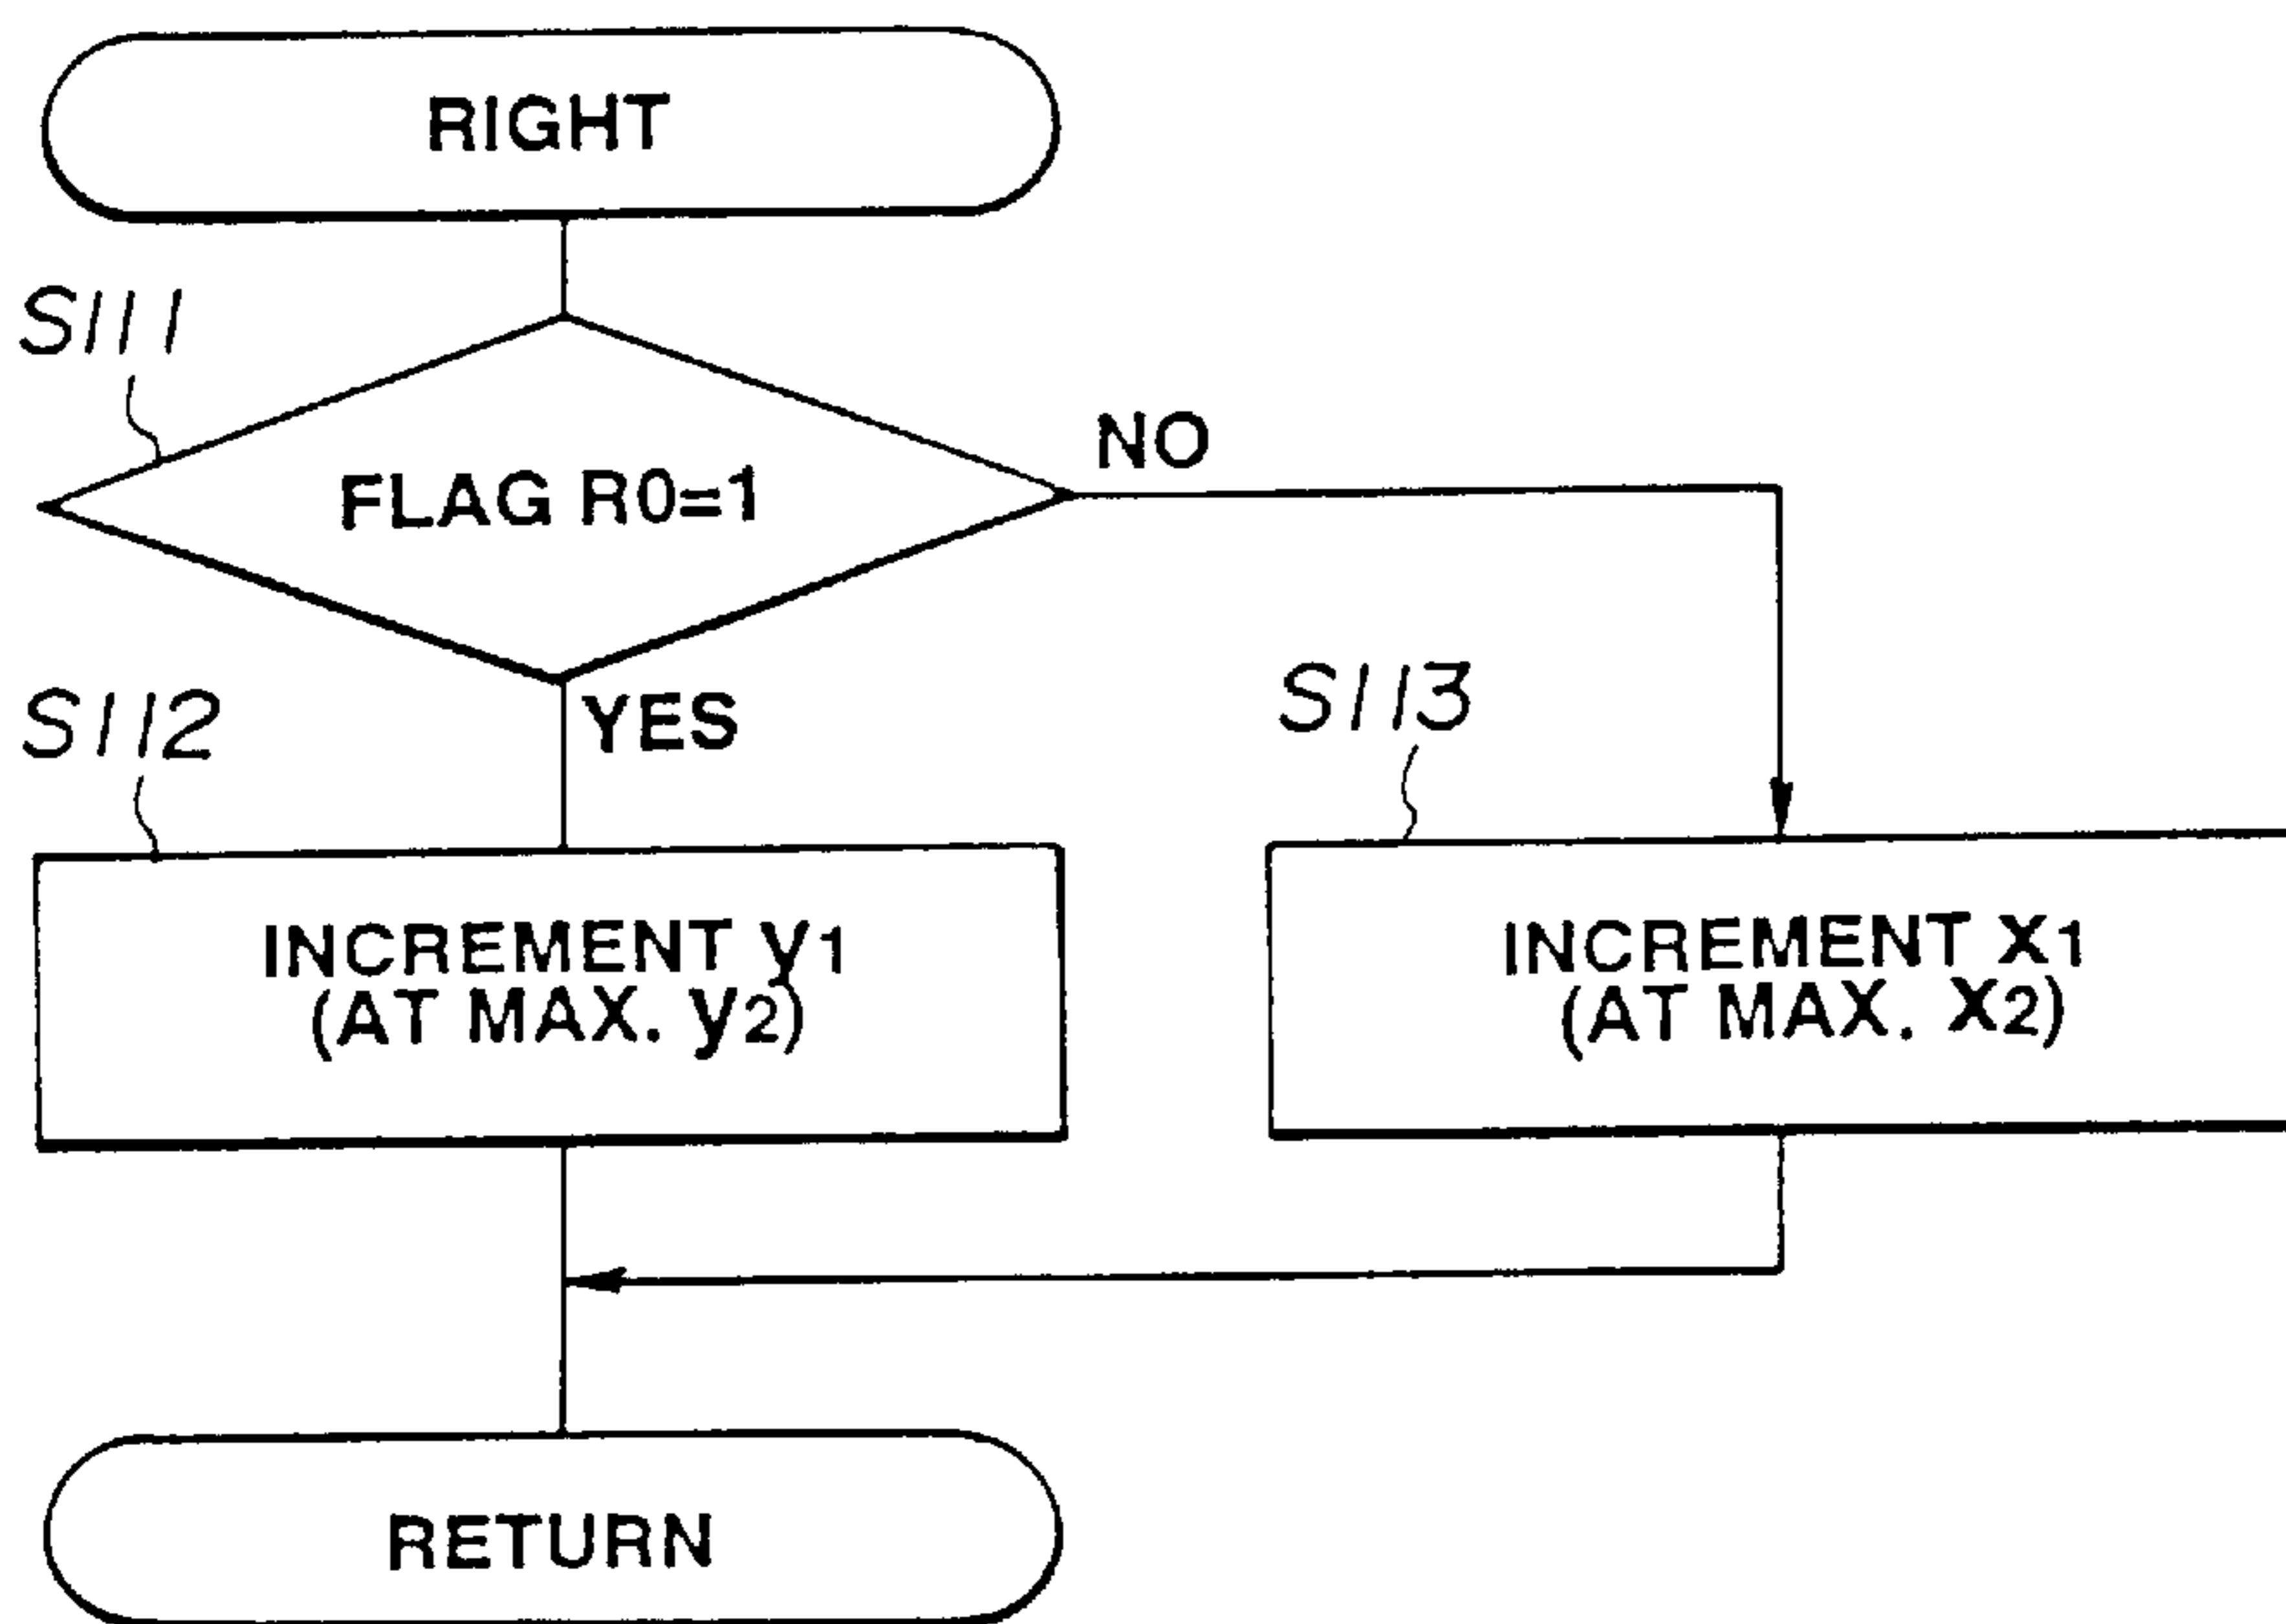 RIGHT
S111
FLAG R0=1
NO
YES
S112
S113
INCREMENT y1
(AT MAX. y2)
INCREMENT x1
(AT MAX. x2)
RETURN